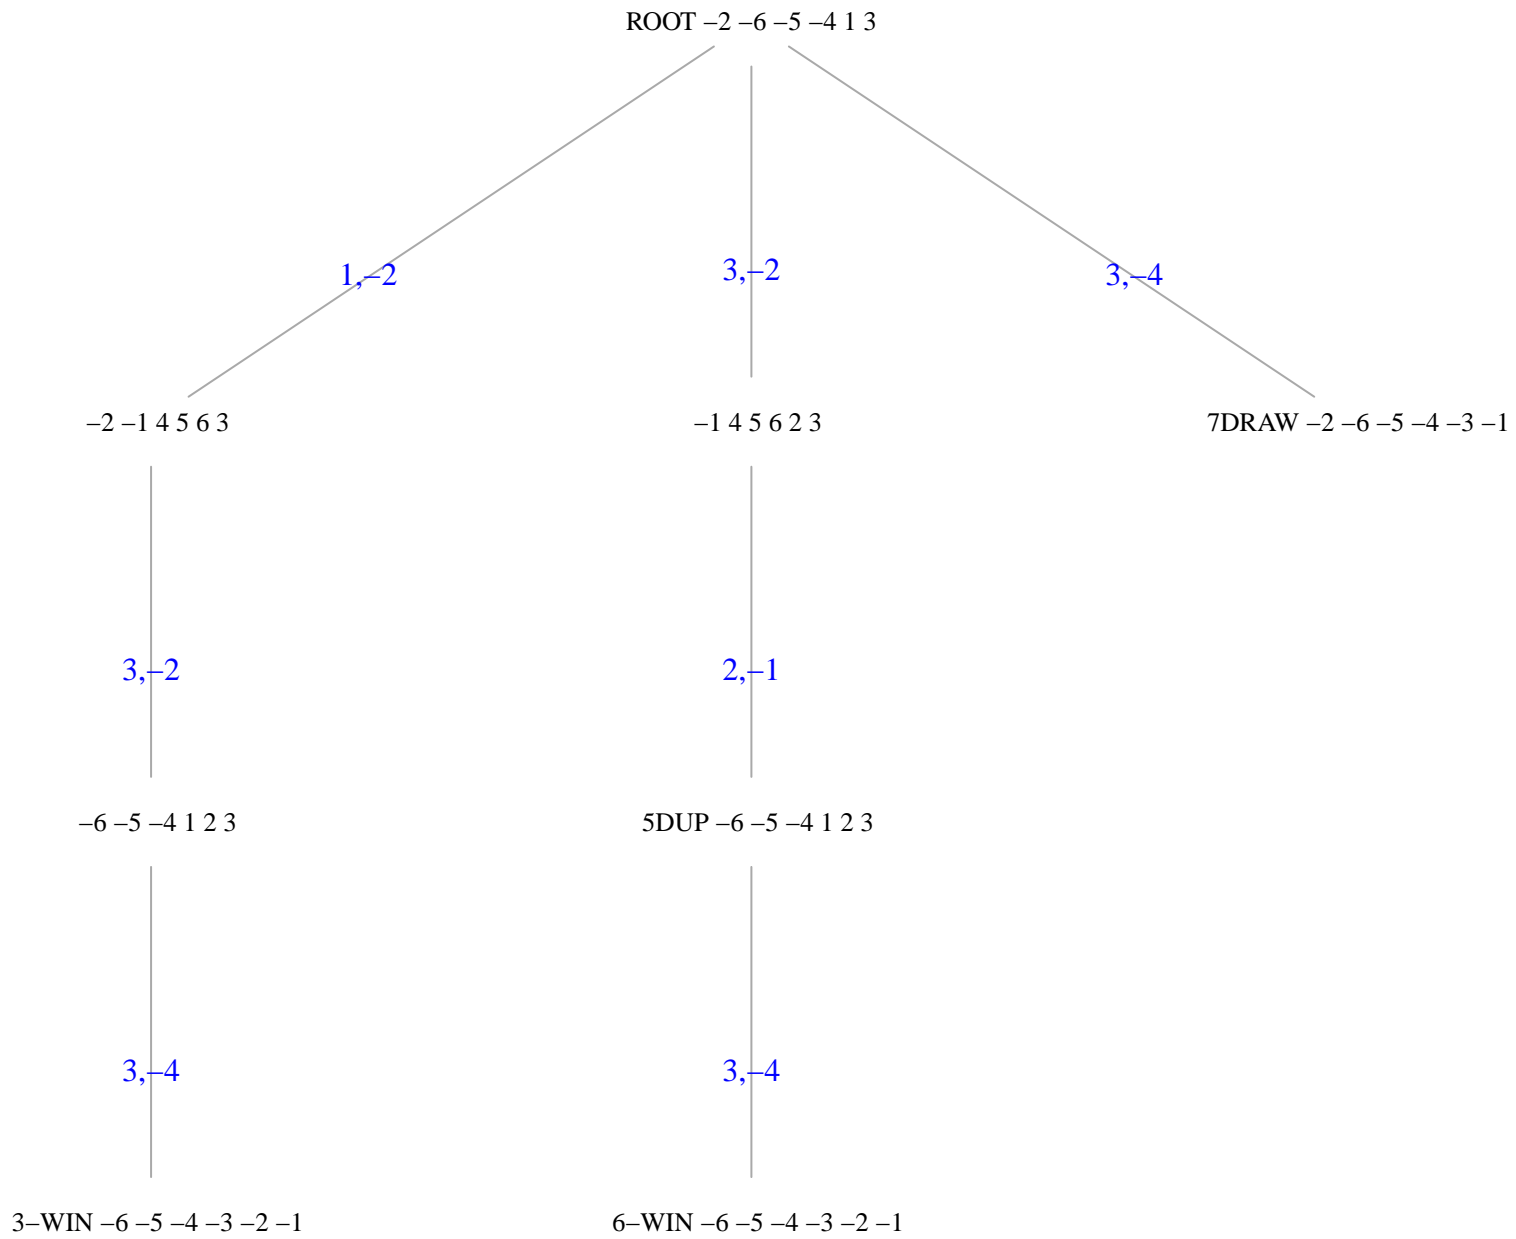 ROOT –2 –6 –5 –4 1 3
1,–2
3,–2
3,–4
–2 –1 4 5 6 3
–1 4 5 6 2 3
7DRAW –2 –6 –5 –4 –3 –1
3,–2
2,–1
–6 –5 –4 1 2 3
5DUP –6 –5 –4 1 2 3
3,–4
3,–4
3–WIN –6 –5 –4 –3 –2 –1
6–WIN –6 –5 –4 –3 –2 –1